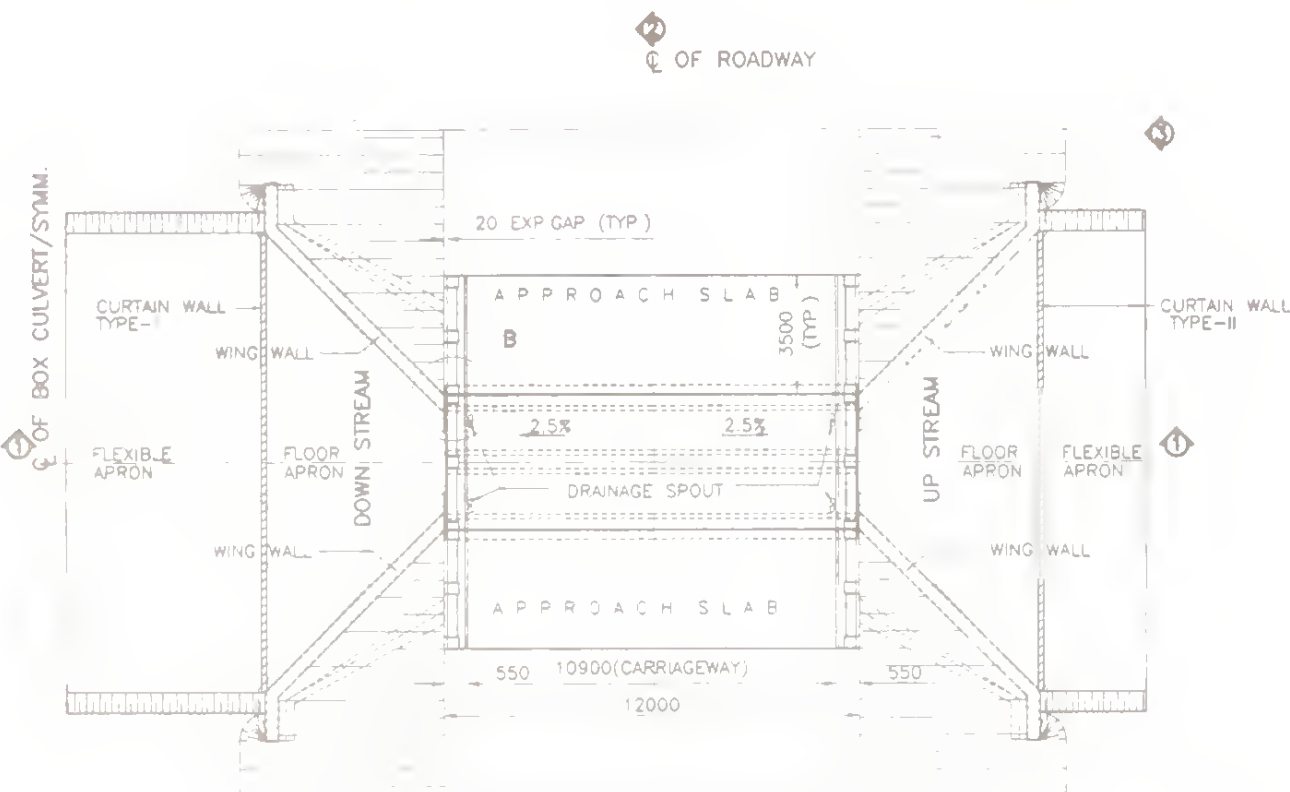 ℄ OF ROADWAY
℄ OF BOX CULVERT/SYMM.
20 EXP GAP (TYP)
APPROACH SLAB
3500
(TYP)
B
CURTAIN WALL
TYPE-I
CURTAIN WALL
TYPE-II
WING WALL
WING WALL
2.5%
2.5%
DOWN STREAM
UP STREAM
FLEXIBLE
APRON
FLOOR
APRON
FLOOR
APRON
FLEXIBLE
APRON
1
1
DRAINAGE SPOUT
WING WALL
WING WALL
APPROACH SLAB
550
10900(CARRIAGEWAY)
550
12000